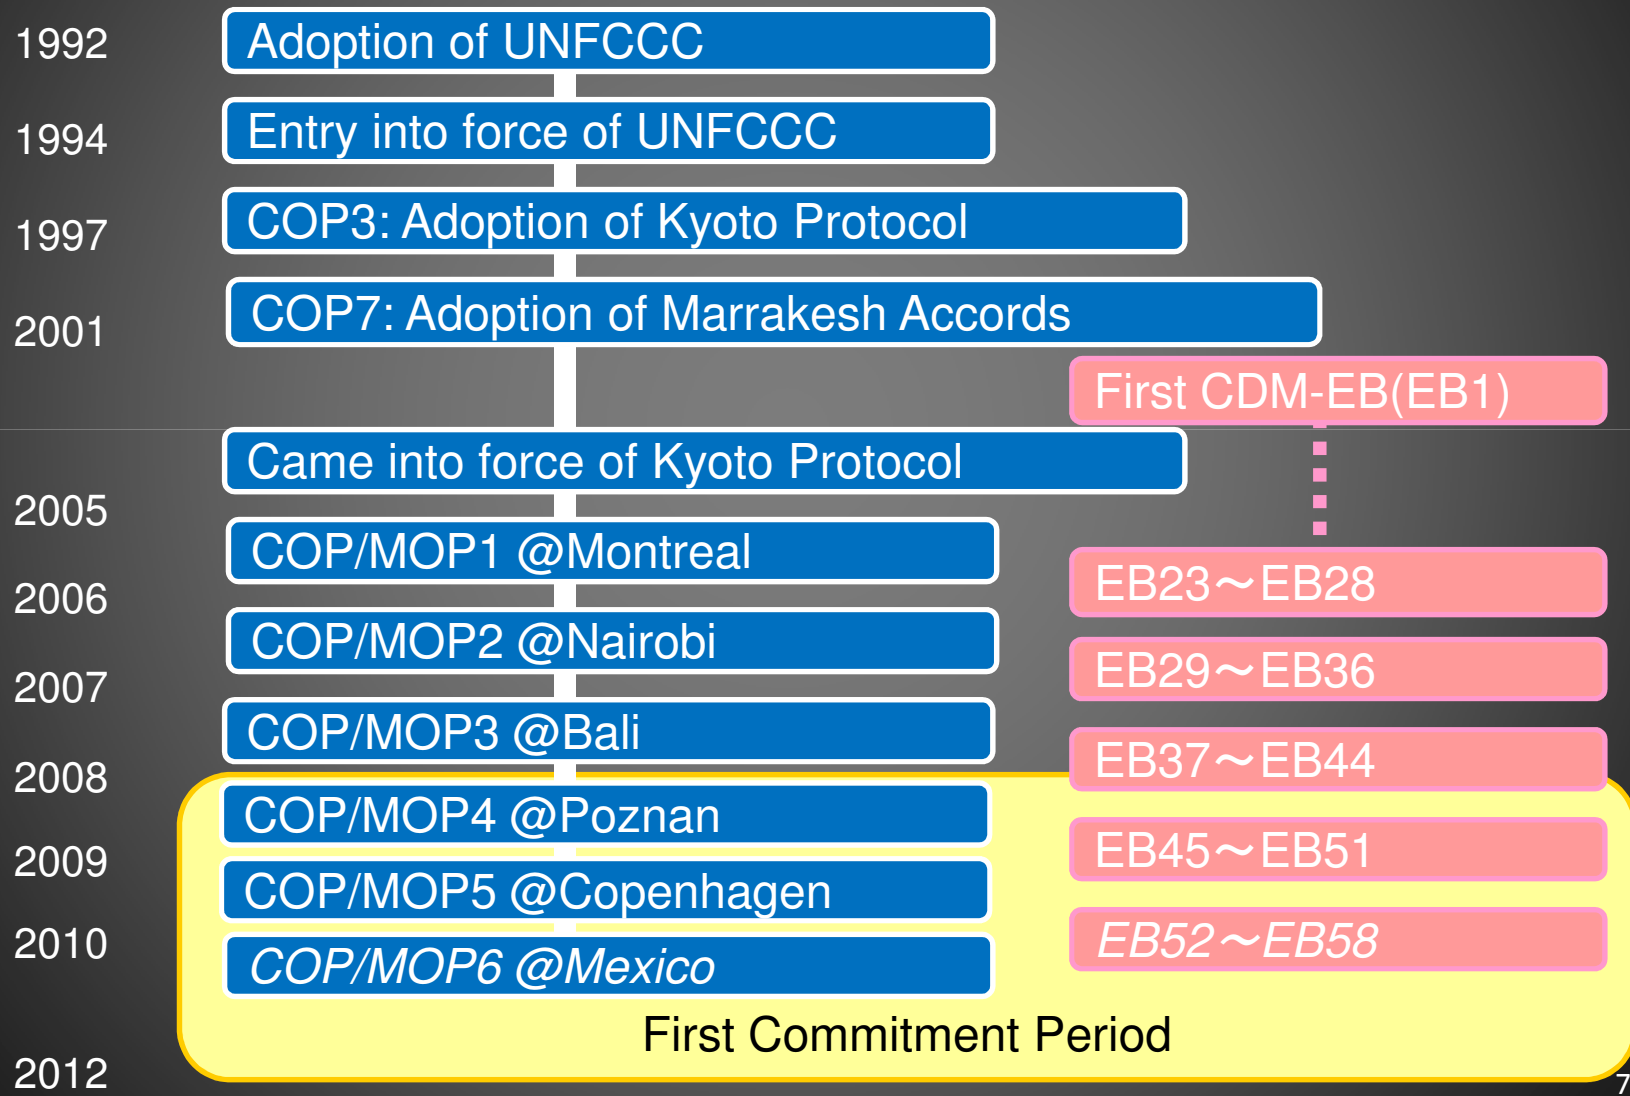 1992
Adoption of UNFCCC
1994
Entry into force of UNFCCC
1997
COP3: Adoption of Kyoto Protocol
2001
COP7: Adoption of Marrakesh Accords
First CDM-EB(EB1)
Came into force of Kyoto Protocol
2005
COP/MOP1 @Montreal
2006
EB23～EB28
COP/MOP2 @Nairobi
2007
EB29～EB36
COP/MOP3 @Bali
2008
EB37～EB44
COP/MOP4 @Poznan
2009
EB45～EB51
COP/MOP5 @Copenhagen
2010
EB52～EB58
COP/MOP6 @Mexico
First Commitment Period
2012
7